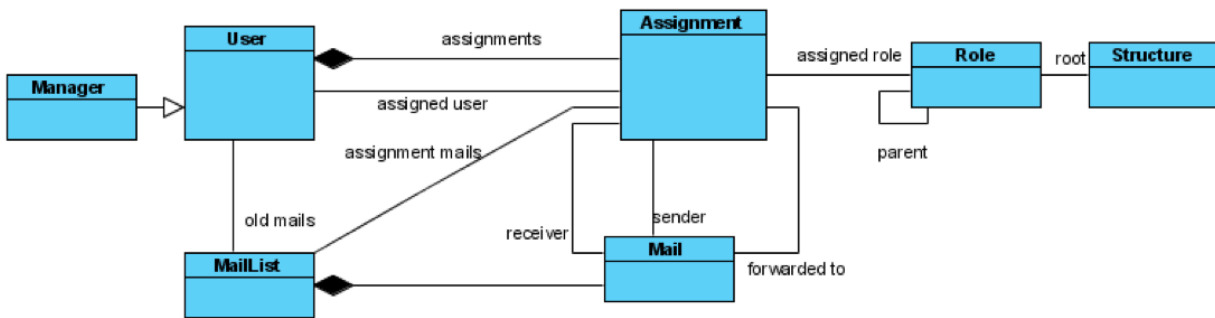 Assignment
User
assignments
assigned role
Role
root
Structure
Manager
assigned user
assignment mails
parent
old mails
sender
receiver
Mail
MailList
forwarded to